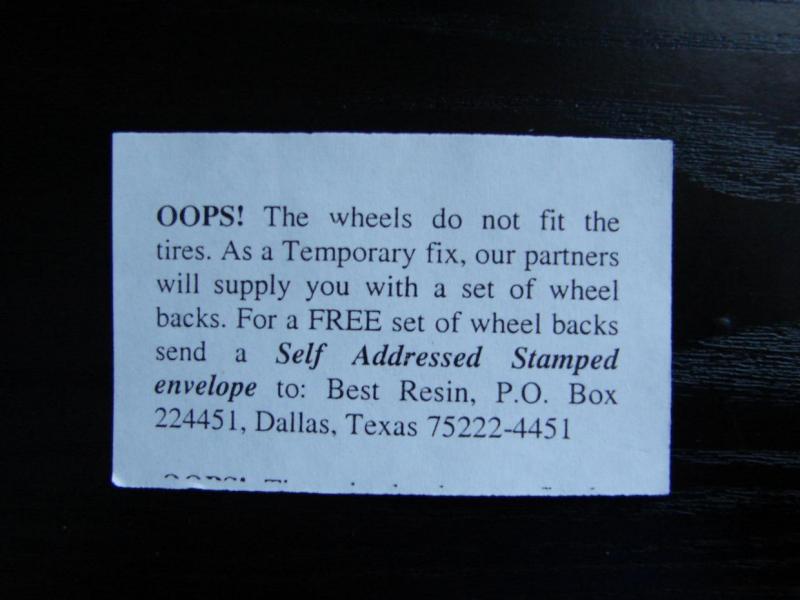 OOPS! The wheels do not fit the
tires. As a Temporary fix, our partners
will supply you with a set of wheel
backs. For a FREE set of wheel backs
send a Self Addressed Stamped
envelope to: Best Resin, P.O. Box
224451, Dallas, Texas 75222-4451
OOPS! The